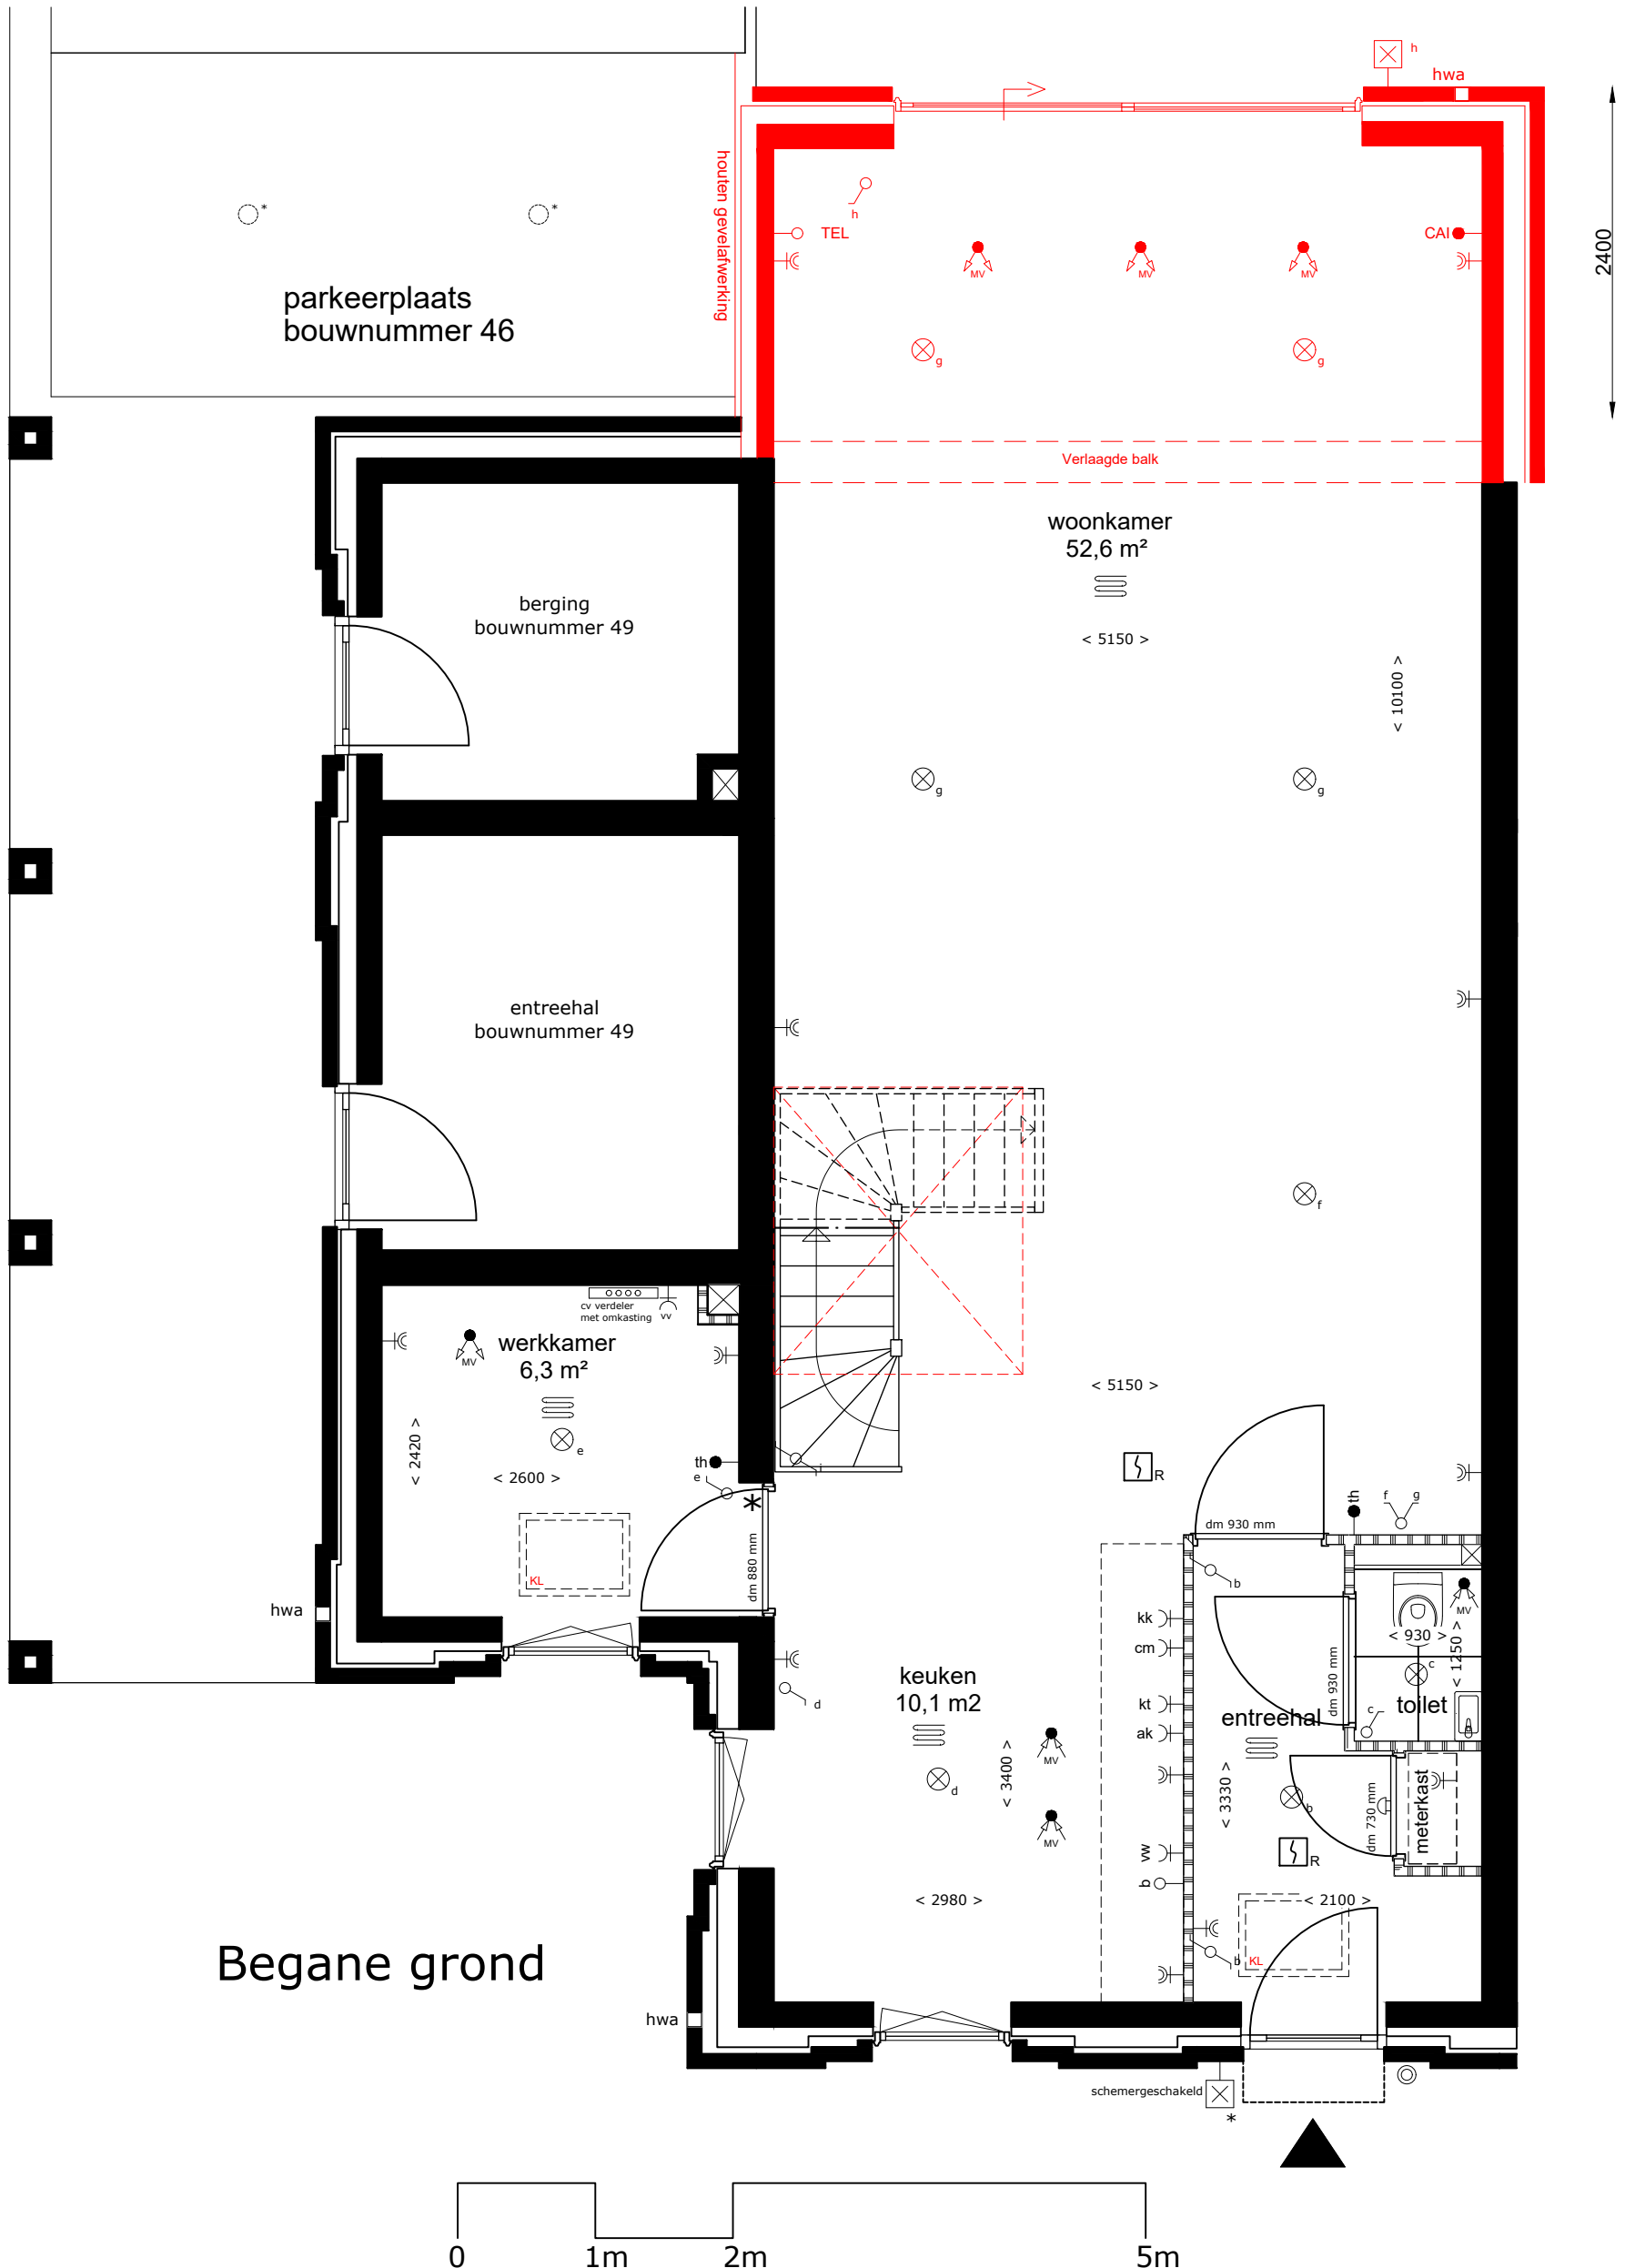 h
hwa
houten gevelafwerking
*
*
h
TEL
CAI
MV
MV
MV
2400
parkeerplaats
bouwnummer 46
g
g
Verlaagde balk
woonkamer
52,6 m²
berging
bouwnummer 49
< 5150 >
< 10100 >
g
g
entreehal
bouwnummer 49
f
cv verdeler
met omkasting
vv
werkkamer
6,3 m²
MV
< 5150 >
e
< 2420 >
< 2600 >
th
e
i
R
*
th
f
g
dm 930 mm
dm 880 mm
KL
b
hwa
MV
kk
cm
< 930 >
< 1250 >
c
keuken
10,1 m2
d
kt
ak
dm 930 mm
entreehal
toilet
c
MV
d
< 3400 >
< 3330 >
b
dm 730 mm
meterkast
MV
vw
R
b
< 2980 >
< 2100 >
b
KL
Begane grond
hwa
schemergeschakeld
*
0
1m
2m
5m